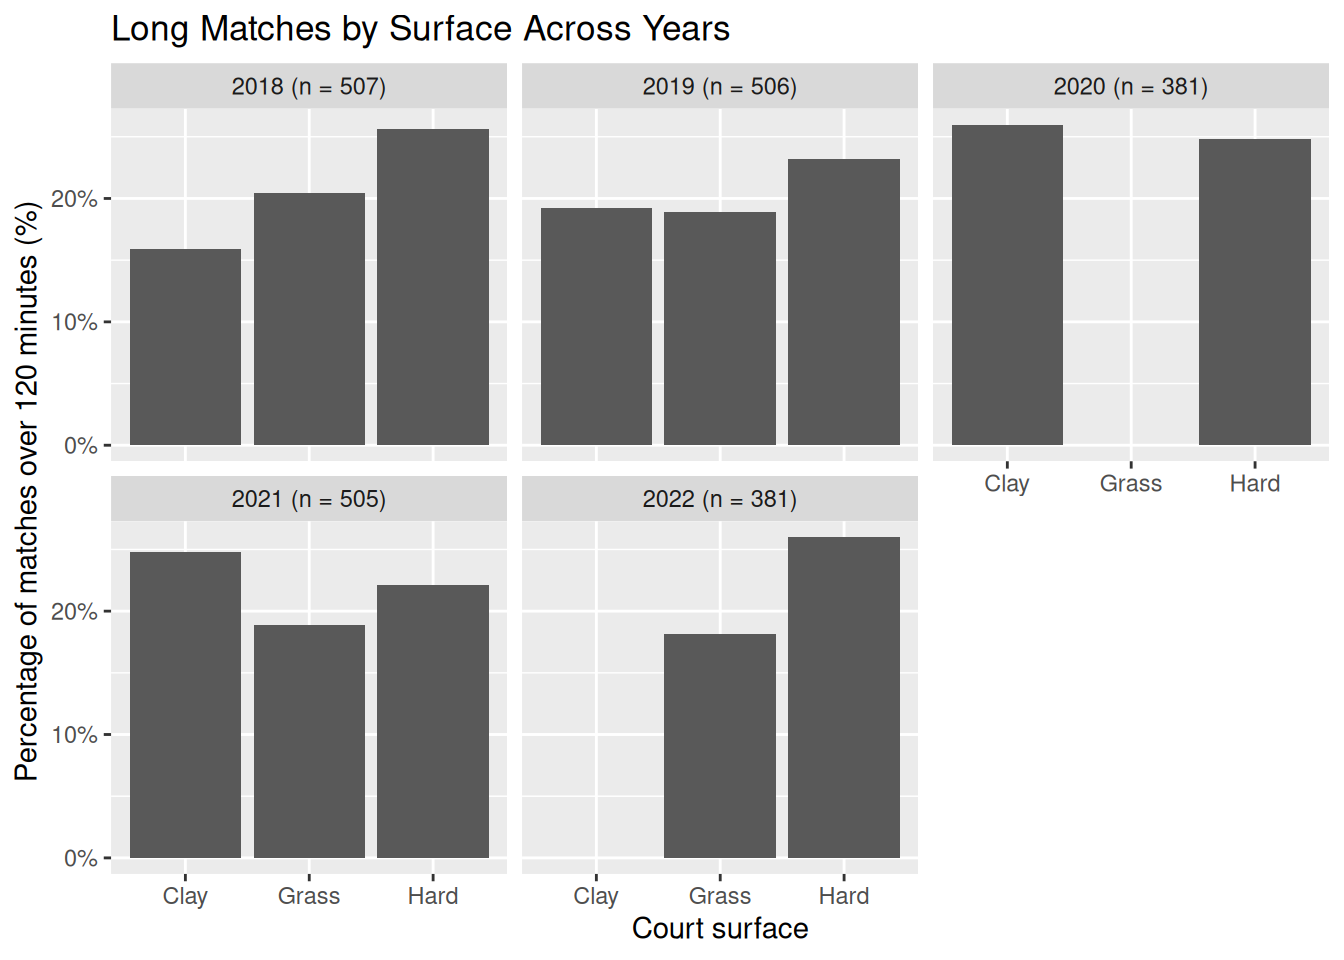 Long Matches by Surface Across Years
2018 (n = 507)
2019 (n = 506)
2020 (n = 381)
20%
10%
0%
Clay Grass Hard
2021 (n = 505)
2022 (n = 381)
20%
10%
0%
Clay Grass Hard
Clay Grass Hard
Court surface
Percentage of matches over 120 minutes (%)